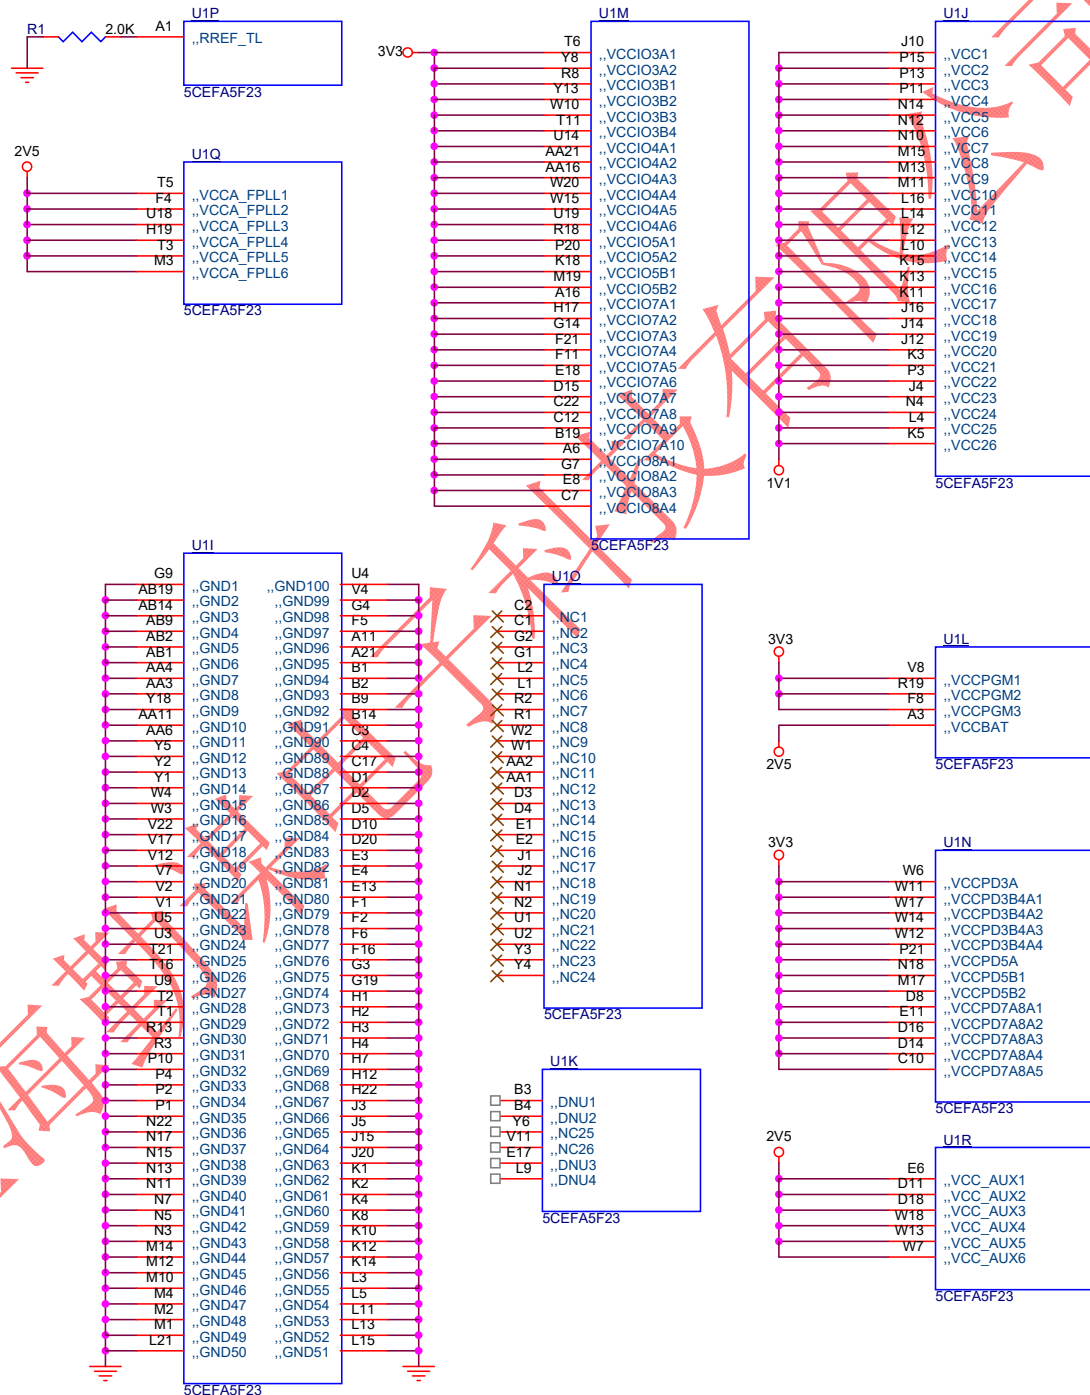 U1P
R1 2.0K A1 ,,RREF_TL
5CEFA5F23
2V5
U1Q
T5 ,,VCCA_FPLL1
F4 ,,VCCA_FPLL2
U18 ,,VCCA_FPLL3
H19 ,,VCCA_FPLL4
T3 ,,VCCA_FPLL5
M3 ,,VCCA_FPLL6
5CEFA5F23
U1M
3V3
T6 ,,VCCIO3A1
Y8 ,,VCCIO3A2
R8 ,,VCCIO3B1
Y13 ,,VCCIO3B2
W10 ,,VCCIO3B3
T11 ,,VCCIO3B4
U14 ,,VCCIO4A1
AA21 ,,VCCIO4A2
AA16 ,,VCCIO4A3
W20 ,,VCCIO4A4
W15 ,,VCCIO4A5
U19 ,,VCCIO4A6
R18 ,,VCCIO5A1
P20 ,,VCCIO5A2
K18 ,,VCCIO5B1
M19 ,,VCCIO5B2
A16 ,,VCCIO7A1
H17 ,,VCCIO7A2
G14 ,,VCCIO7A3
F21 ,,VCCIO7A4
F11 ,,VCCIO7A5
E18 ,,VCCIO7A6
D15 ,,VCCIO7A7
C22 ,,VCCIO7A8
C12 ,,VCCIO7A9
B19 ,,VCCIO7A10
A6 ,,VCCIO8A1
G7 ,,VCCIO8A2
E8 ,,VCCIO8A3
C7 ,,VCCIO8A4
5CEFA5F23
U1J
J10 ,,VCC1
P15 ,,VCC2
P13 ,,VCC3
P11 ,,VCC4
N14 ,,VCC5
N12 ,,VCC6
N10 ,,VCC7
M15 ,,VCC8
M13 ,,VCC9
M11 ,,VCC10
L16 ,,VCC11
L14 ,,VCC12
L12 ,,VCC13
L10 ,,VCC14
K15 ,,VCC15
K13 ,,VCC16
K11 ,,VCC17
J16 ,,VCC18
J14 ,,VCC19
J12 ,,VCC20
K3 ,,VCC21
P3 ,,VCC22
J4 ,,VCC23
N4 ,,VCC24
L4 ,,VCC25
K5 ,,VCC26
1V1
5CEFA5F23
U1I
G9 ,,GND1 ,,GND100 U4
AB19 ,,GND2 ,,GND99 V4
AB14 ,,GND3 ,,GND98 G4
AB9 ,,GND4 ,,GND97 F5
AB2 ,,GND5 ,,GND96 A11
AB1 ,,GND6 ,,GND95 A21
AA4 ,,GND7 ,,GND94 B1
AA3 ,,GND8 ,,GND93 B2
Y18 ,,GND9 ,,GND92 B9
AA11 ,,GND10 ,,GND91 B14
AA6 ,,GND11 ,,GND90 C3
Y5 ,,GND12 ,,GND89 C4
Y2 ,,GND13 ,,GND88 C17
Y1 ,,GND14 ,,GND87 D1
W4 ,,GND15 ,,GND86 D2
W3 ,,GND16 ,,GND85 D5
V22 ,,GND17 ,,GND84 D10
V17 ,,GND18 ,,GND83 D20
V12 ,,GND19 ,,GND82 E3
V7 ,,GND20 ,,GND81 E4
V2 ,,GND21 ,,GND80 E13
V1 ,,GND22 ,,GND79 F1
U5 ,,GND23 ,,GND78 F2
U3 ,,GND24 ,,GND77 F6
T21 ,,GND25 ,,GND76 F16
T16 ,,GND26 ,,GND75 G3
U9 ,,GND27 ,,GND74 G19
T2 ,,GND28 ,,GND73 H1
T1 ,,GND29 ,,GND72 H2
R13 ,,GND30 ,,GND71 H3
R3 ,,GND31 ,,GND70 H4
P10 ,,GND32 ,,GND69 H7
P4 ,,GND33 ,,GND68 H12
P2 ,,GND34 ,,GND67 H22
P1 ,,GND35 ,,GND66 J3
N22 ,,GND36 ,,GND65 J5
N17 ,,GND37 ,,GND64 J15
N15 ,,GND38 ,,GND63 J20
N13 ,,GND39 ,,GND62 K1
N11 ,,GND40 ,,GND61 K2
N7 ,,GND41 ,,GND60 K4
N5 ,,GND42 ,,GND59 K8
N3 ,,GND43 ,,GND58 K10
M14 ,,GND44 ,,GND57 K12
M12 ,,GND45 ,,GND56 K14
M10 ,,GND46 ,,GND55 L3
M4 ,,GND47 ,,GND54 L5
M2 ,,GND48 ,,GND53 L11
M1 ,,GND49 ,,GND52 L13
L21 ,,GND50 ,,GND51 L15
5CEFA5F23
U1O
C2 ,,NC1
C1 ,,NC2
G2 ,,NC3
G1 ,,NC4
L2 ,,NC5
L1 ,,NC6
R2 ,,NC7
R1 ,,NC8
W2 ,,NC9
W1 ,,NC10
AA2 ,,NC11
AA1 ,,NC12
D3 ,,NC13
D4 ,,NC14
E1 ,,NC15
E2 ,,NC16
J1 ,,NC17
J2 ,,NC18
N1 ,,NC19
N2 ,,NC20
U1 ,,NC21
U2 ,,NC22
Y3 ,,NC23
Y4 ,,NC24
5CEFA5F23
U1K
B3 ,,DNU1
B4 ,,DNU2
Y6 ,,NC25
V11 ,,NC26
E17 ,,DNU3
L9 ,,DNU4
5CEFA5F23
3V3
U1L
V8 ,,VCCPGM1
R19 ,,VCCPGM2
F8 ,,VCCPGM3
A3 ,,VCCBAT
2V5
5CEFA5F23
3V3
U1N
W6 ,,VCCPD3A
W11 ,,VCCPD3B4A1
W17 ,,VCCPD3B4A2
W14 ,,VCCPD3B4A3
W12 ,,VCCPD3B4A4
P21 ,,VCCPD5A
N18 ,,VCCPD5B1
M17 ,,VCCPD5B2
D8 ,,VCCPD7A8A1
E11 ,,VCCPD7A8A2
D16 ,,VCCPD7A8A3
D14 ,,VCCPD7A8A4
C10 ,,VCCPD7A8A5
5CEFA5F23
2V5
U1R
E6 ,,VCC_AUX1
D11 ,,VCC_AUX2
D18 ,,VCC_AUX3
W18 ,,VCC_AUX4
W13 ,,VCC_AUX5
W7 ,,VCC_AUX6
5CEFA5F23
海勤谋电子科技有限公司